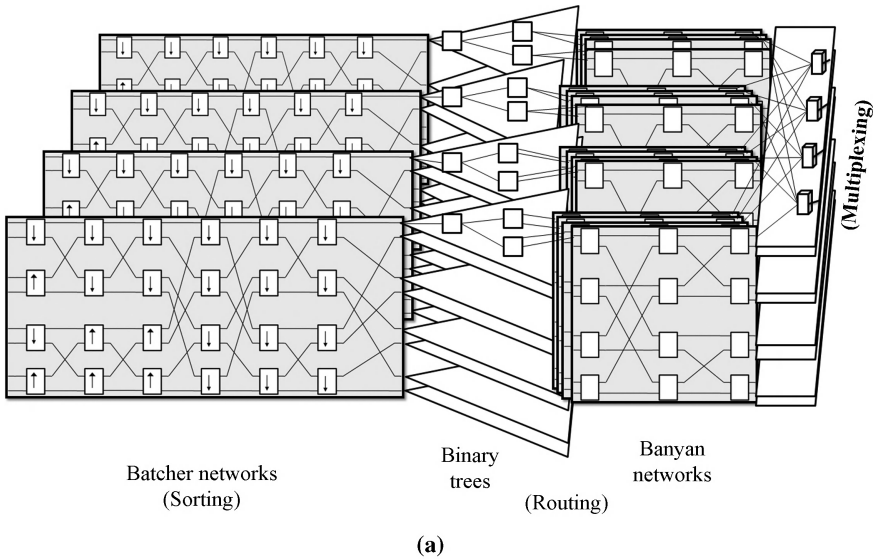 (Multiplexing)
Batcher networks
(Sorting)
Binary
trees
(Routing)
Banyan
networks
(a)